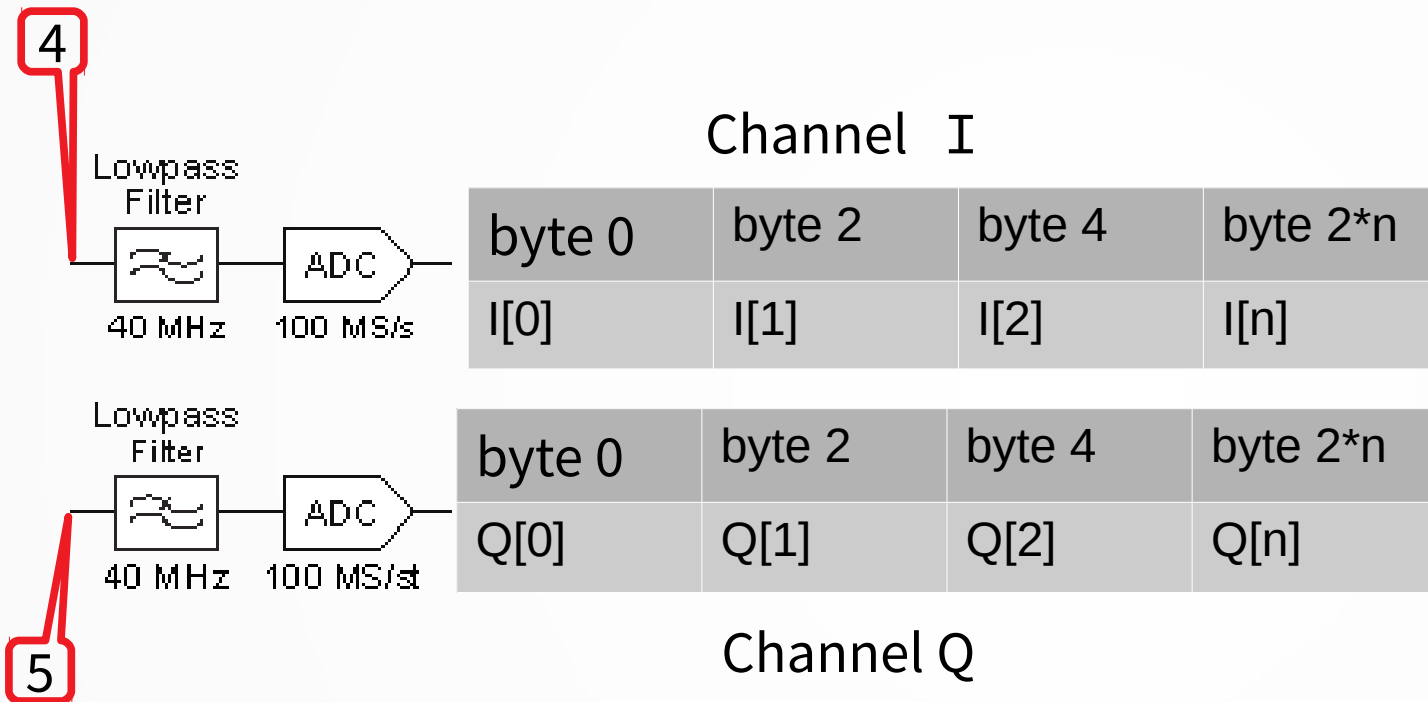 4
Channel I
Lowpass
Filter
ADC
40 MHz
100 MS/s
byte 0
byte 2
byte 4
byte 2*n
I[0]
I[1]
I[2]
I[n]
Lowpass
Filter
ADC
40 MHz
100 MS/st
byte 0
byte 2
byte 4
byte 2*n
Q[0]
Q[1]
Q[2]
Q[n]
Channel Q
5